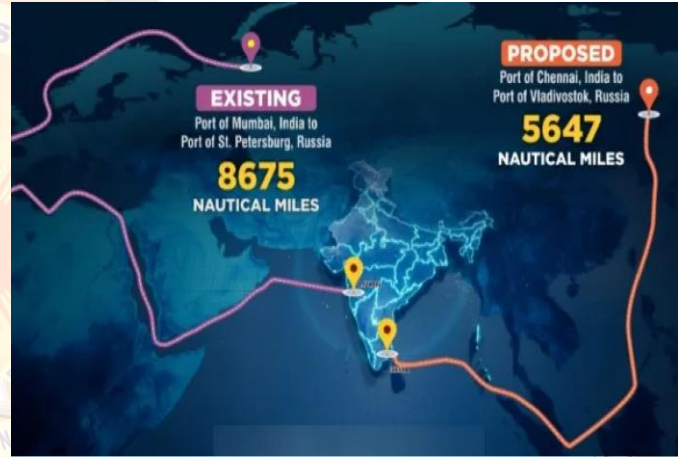 EXISTING
Port of Mumbai, India to
Port of St. Petersburg, Russia
8675
NAUTICAL MILES
PROPOSED
Port of Chennai, India to
Port of Vladivostok, Russia
5647
NAUTICAL MILES